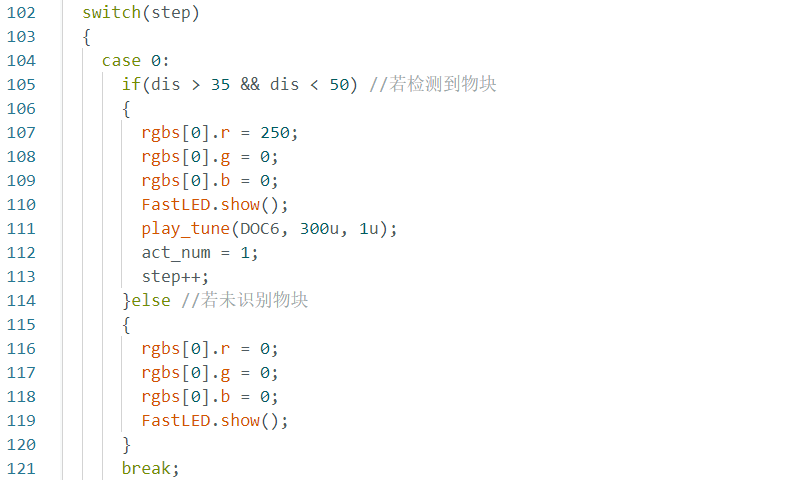 102 switch(step)
103 {
104 case 0:
105 if(dis > 35 && dis < 50) //若检测到物块
106 {
107 rgbs[0].r = 250;
108 rgbs[0].g = 0;
109 rgbs[0].b = 0;
110 FastLED.show();
111 play_tune(DOC6, 300u, 1u);
112 act_num = 1;
113 step++;
114 }else //若未识别物块
115 {
116 rgbs[0].r = 0;
117 rgbs[0].g = 0;
118 rgbs[0].b = 0;
119 FastLED.show();
120 }
121 break;